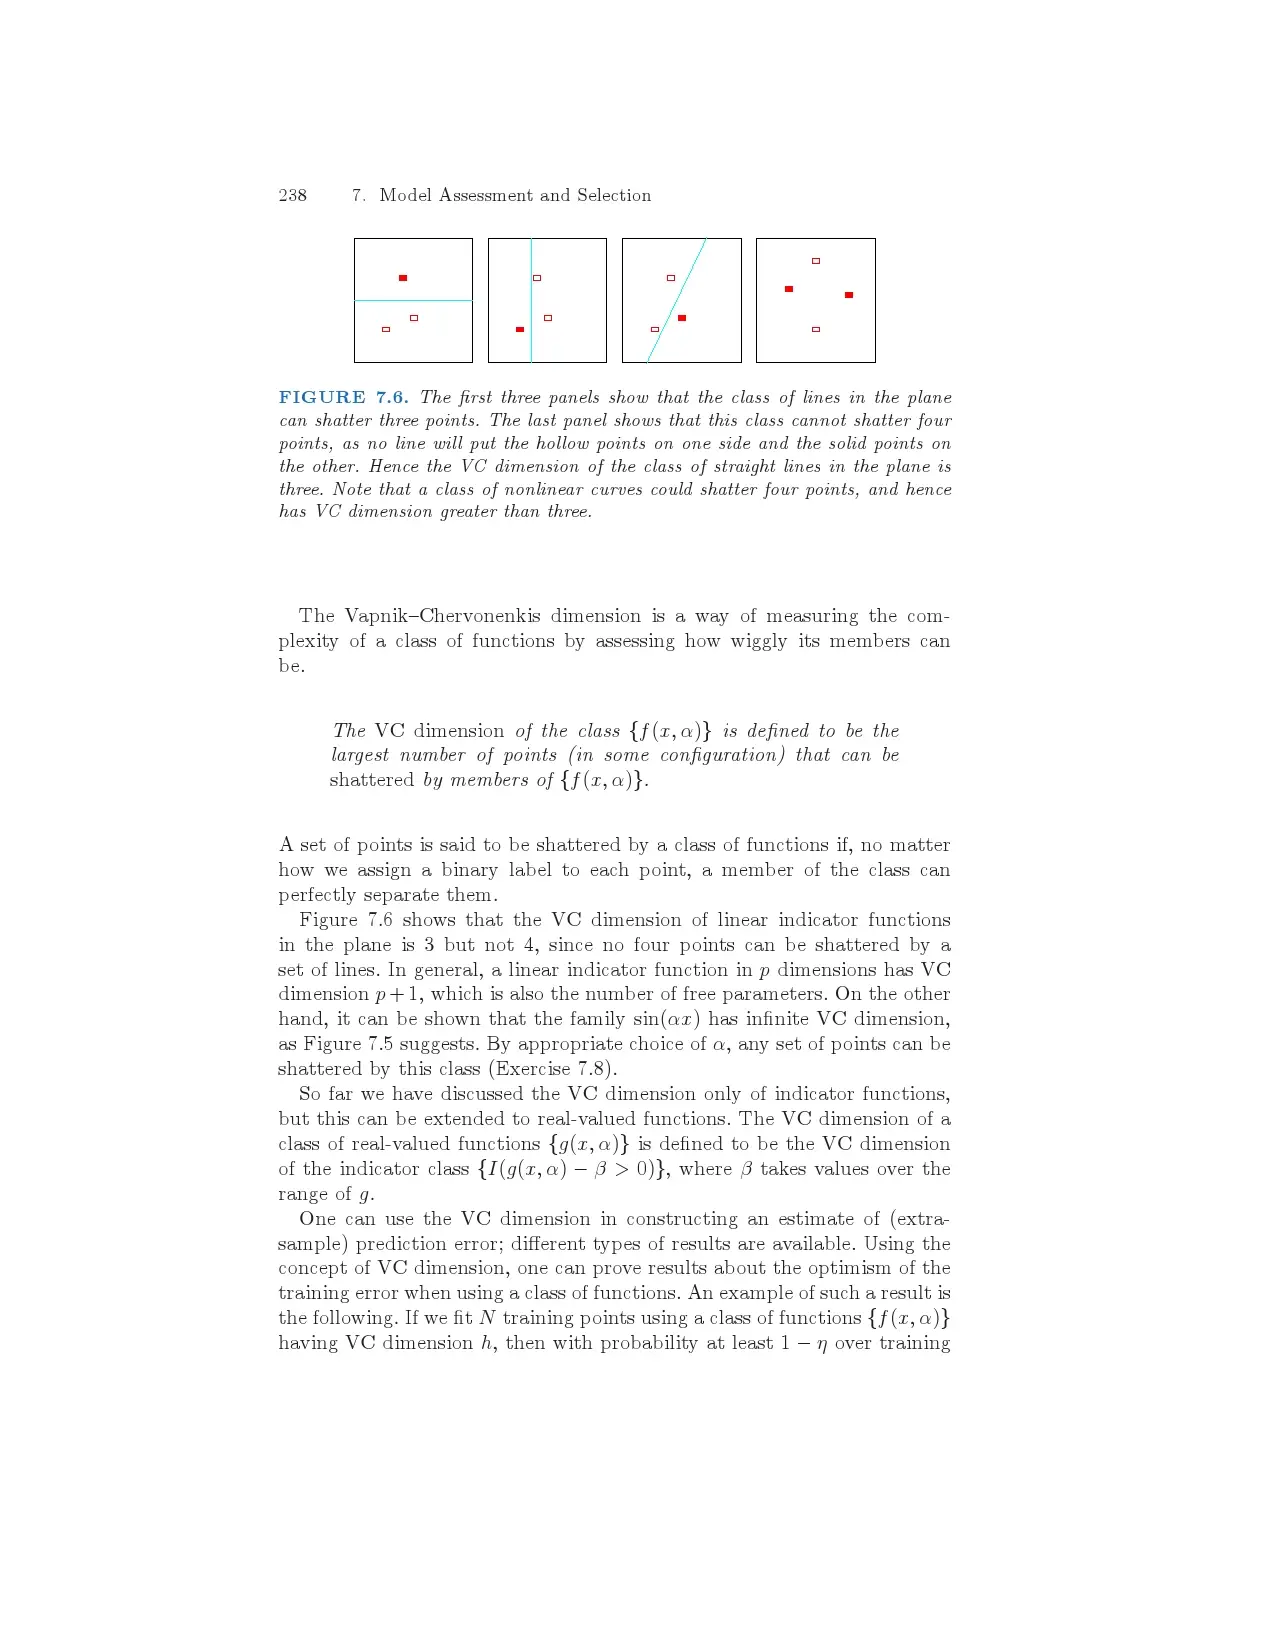 238 7. Model Assessment and Selection
FIGURE 7.6. The first three panels show that the class of lines in the plane
can shatter three points. The last panel shows that this class cannot shatter four
points, as no line will put the hollow points on one side and the solid points on
the other. Hence the VC dimension of the class of straight lines in the plane is
three. Note that a class of nonlinear curves could shatter four points, and hence
has VC dimension greater than three.
The Vapnik–Chervonenkis dimension is a way of measuring the com-
plexity of a class of functions by assessing how wiggly its members can
be.
The VC dimension of the class {f(x, α)} is defined to be the
largest number of points (in some configuration) that can be
shattered by members of {f(x, α)}.
A set of points is said to be shattered by a class of functions if, no matter
how we assign a binary label to each point, a member of the class can
perfectly separate them.
Figure 7.6 shows that the VC dimension of linear indicator functions
in the plane is 3 but not 4, since no four points can be shattered by a
set of lines. In general, a linear indicator function in p dimensions has VC
dimension p + 1, which is also the number of free parameters. On the other
hand, it can be shown that the family sin(αx) has infinite VC dimension,
as Figure 7.5 suggests. By appropriate choice of α, any set of points can be
shattered by this class (Exercise 7.8).
So far we have discussed the VC dimension only of indicator functions,
but this can be extended to real-valued functions. The VC dimension of a
class of real-valued functions {g(x, α)} is defined to be the VC dimension
of the indicator class {I(g(x, α) − β > 0)}, where β takes values over the
range of g.
One can use the VC dimension in constructing an estimate of (extra-
sample) prediction error; different types of results are available. Using the
concept of VC dimension, one can prove results about the optimism of the
training error when using a class of functions. An example of such a result is
the following. If we fit N training points using a class of functions {f(x, α)}
having VC dimension h, then with probability at least 1 − η over training